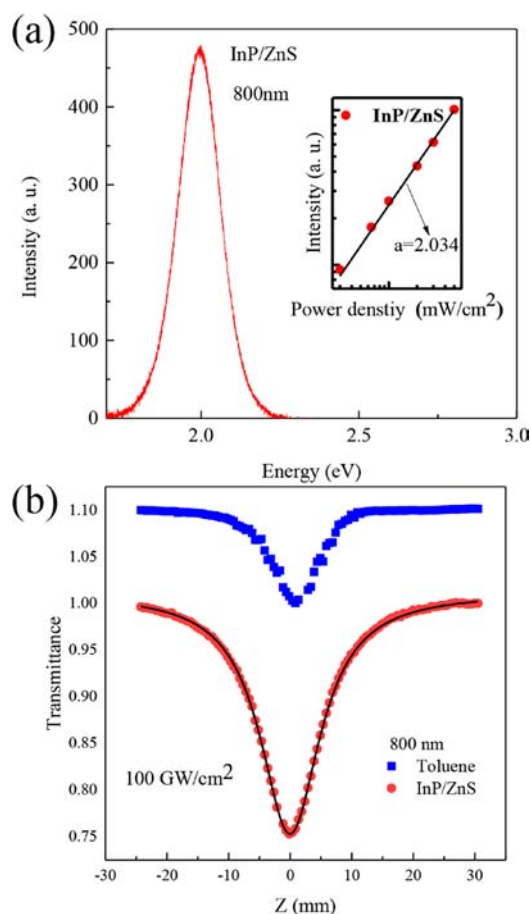 (a)
500
400
300
200
100
0
Intensity (a. u.)
InP/ZnS
800nm
InP/ZnS
a=2.034
Intensity (a. u.)
Power denstiy (mW/cm2)
2.0
2.5
3.0
Energy (eV)
(b)
1.10
1.05
1.00
0.95
0.90
0.85
0.80
0.75
Transmittance
100 GW/cm2
800 nm
Toluene
InP/ZnS
-30
-20
-10
0
10
20
30
Z (mm)